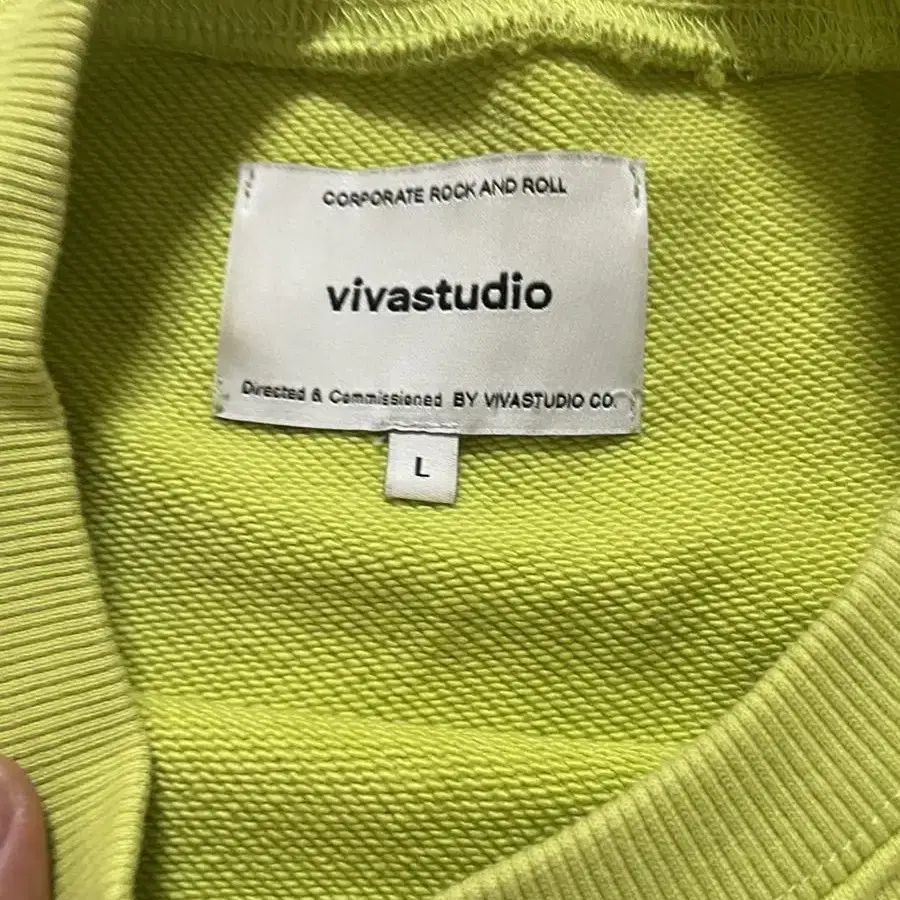 CORPORATE ROCK AND ROLL
vivastudio
Directed & Commissioned BY VIVASTUDIO CO.
L